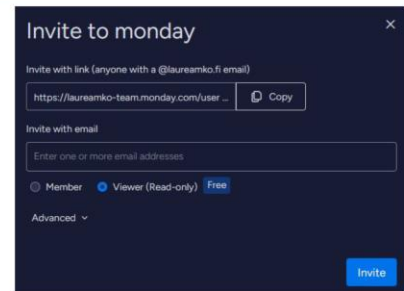 Invite to monday
Invite with link (anyone with a @laureamko.fi email)
https://laureamko-team.monday.com/user ...
Copy
Invite with email
Enter one or more email addresses
Member
Viewer (Read-only)
Free
Advanced
Invite